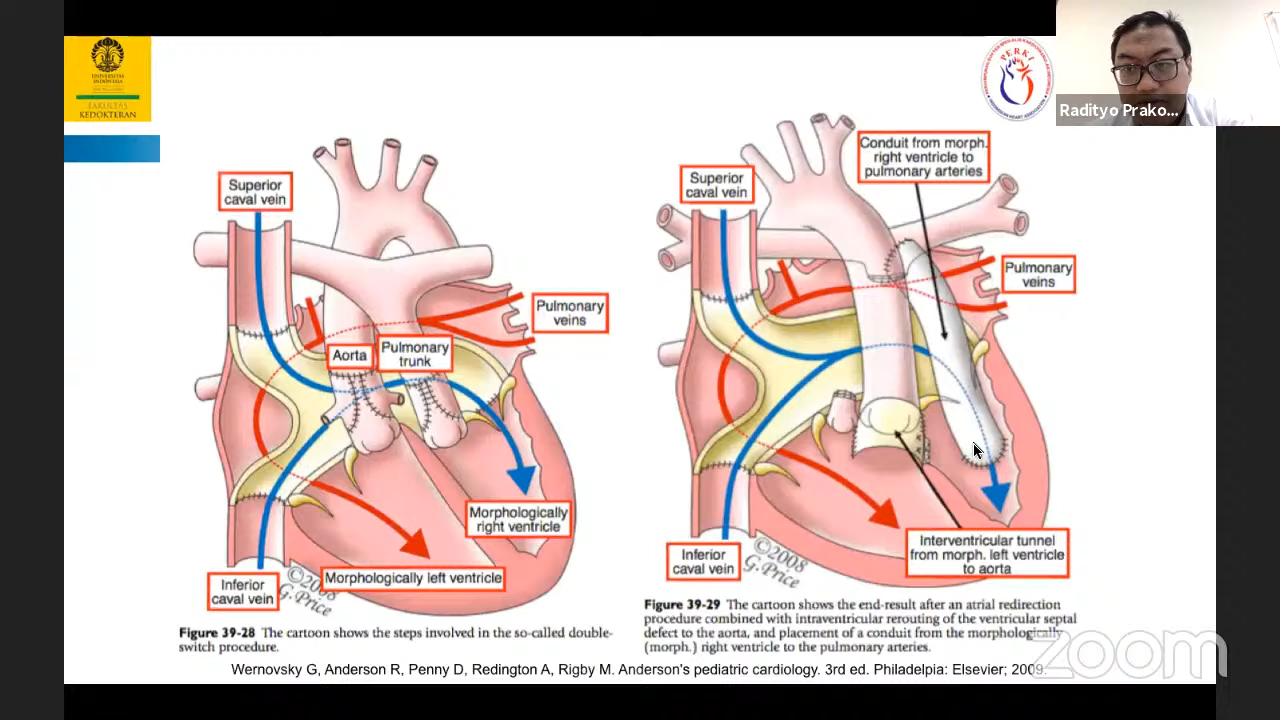 UNIVERSITAS
INDONESIA
FAKULTAS
KEDOKTERAN
PERKI
Radityo Prako...
Superior
caval vein
Aorta
Pulmonary
trunk
Pulmonary
veins
Morphologically
right ventricle
Morphologically left ventricle
Inferior
caval vein
©2008
G. Price
Figure 39-28 The cartoon shows the steps involved in the so-called double-
switch procedure.
Conduit from morph.
right ventricle to
pulmonary arteries
Superior
caval vein
Pulmonary
veins
Interventricular tunnel
from morph. left ventricle
to aorta
Inferior
caval vein
©2008
G. Price
Figure 39-29 The cartoon shows the end-result after an atrial redirection
procedure combined with intraventricular rerouting of the ventricular septal
defect to the aorta, and placement of a conduit from the morphologically
(morph.) right ventricle to the pulmonary arteries.
Wernovsky G, Anderson R, Penny D, Redington A, Rigby M. Anderson's pediatric cardiology. 3rd ed. Philadelpia: Elsevier; 2009.
zoom